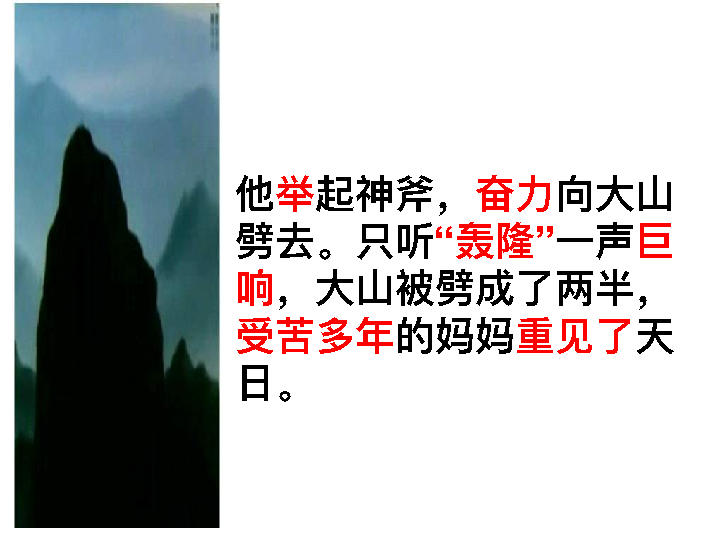 他举起神斧，奋力向大山
劈去。只听“轰隆”一声巨
响，大山被劈成了两半，
受苦多年的妈妈重见了天
日。